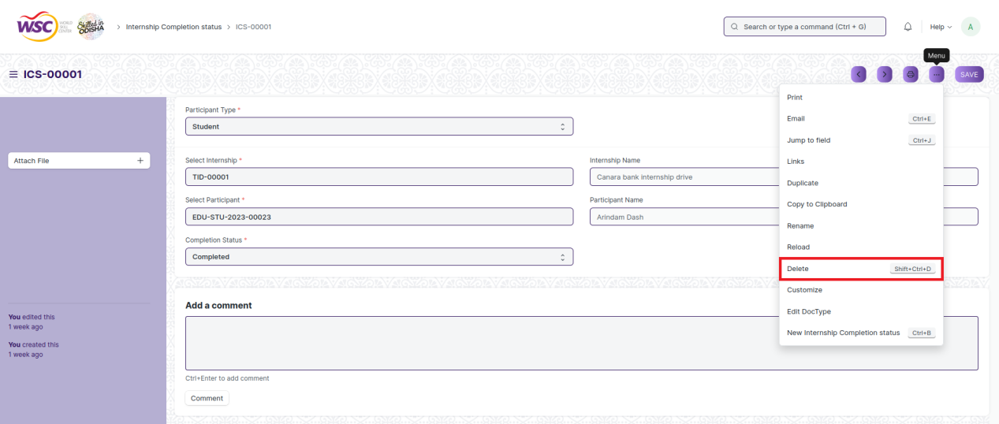 WSC WORLD SKILL CENTER Skilled in ODISHA > Internship Completion status > ICS-00001
Search or type a command (Ctrl + G)
Help
A
Menu
ICS-00001
SAVE
Attach File +
You edited this
1 week ago
You created this
1 week ago
Participant Type *
Student
Select Internship *
TID-00001
Internship Name
Canara bank internship drive
Select Participant *
EDU-STU-2023-00023
Participant Name
Arindam Dash
Completion Status *
Completed
Add a comment
Ctrl+Enter to add comment
Comment
Print
Email Ctrl+E
Jump to field Ctrl+J
Links
Duplicate
Copy to Clipboard
Rename
Reload
Delete Shift+Ctrl+D
Customize
Edit DocType
New Internship Completion status Ctrl+B